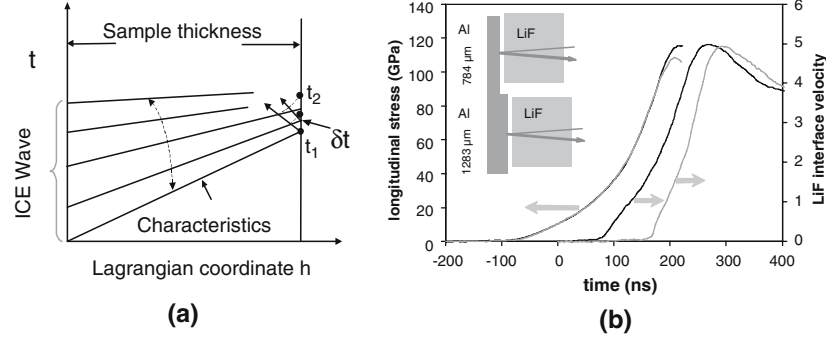 Sample thickness
t
t2
δt
t1
ICE Wave
Characteristics
Lagrangian coordinate h
(a)
longitudinal stress (GPa)
140
120
100
80
60
40
20
0
Al
784 μm
LiF
Al
1283 μm
LiF
6
5
4
3
2
1
0
LiF interface velocity
-200 -100 0 100 200 300 400
time (ns)
(b)